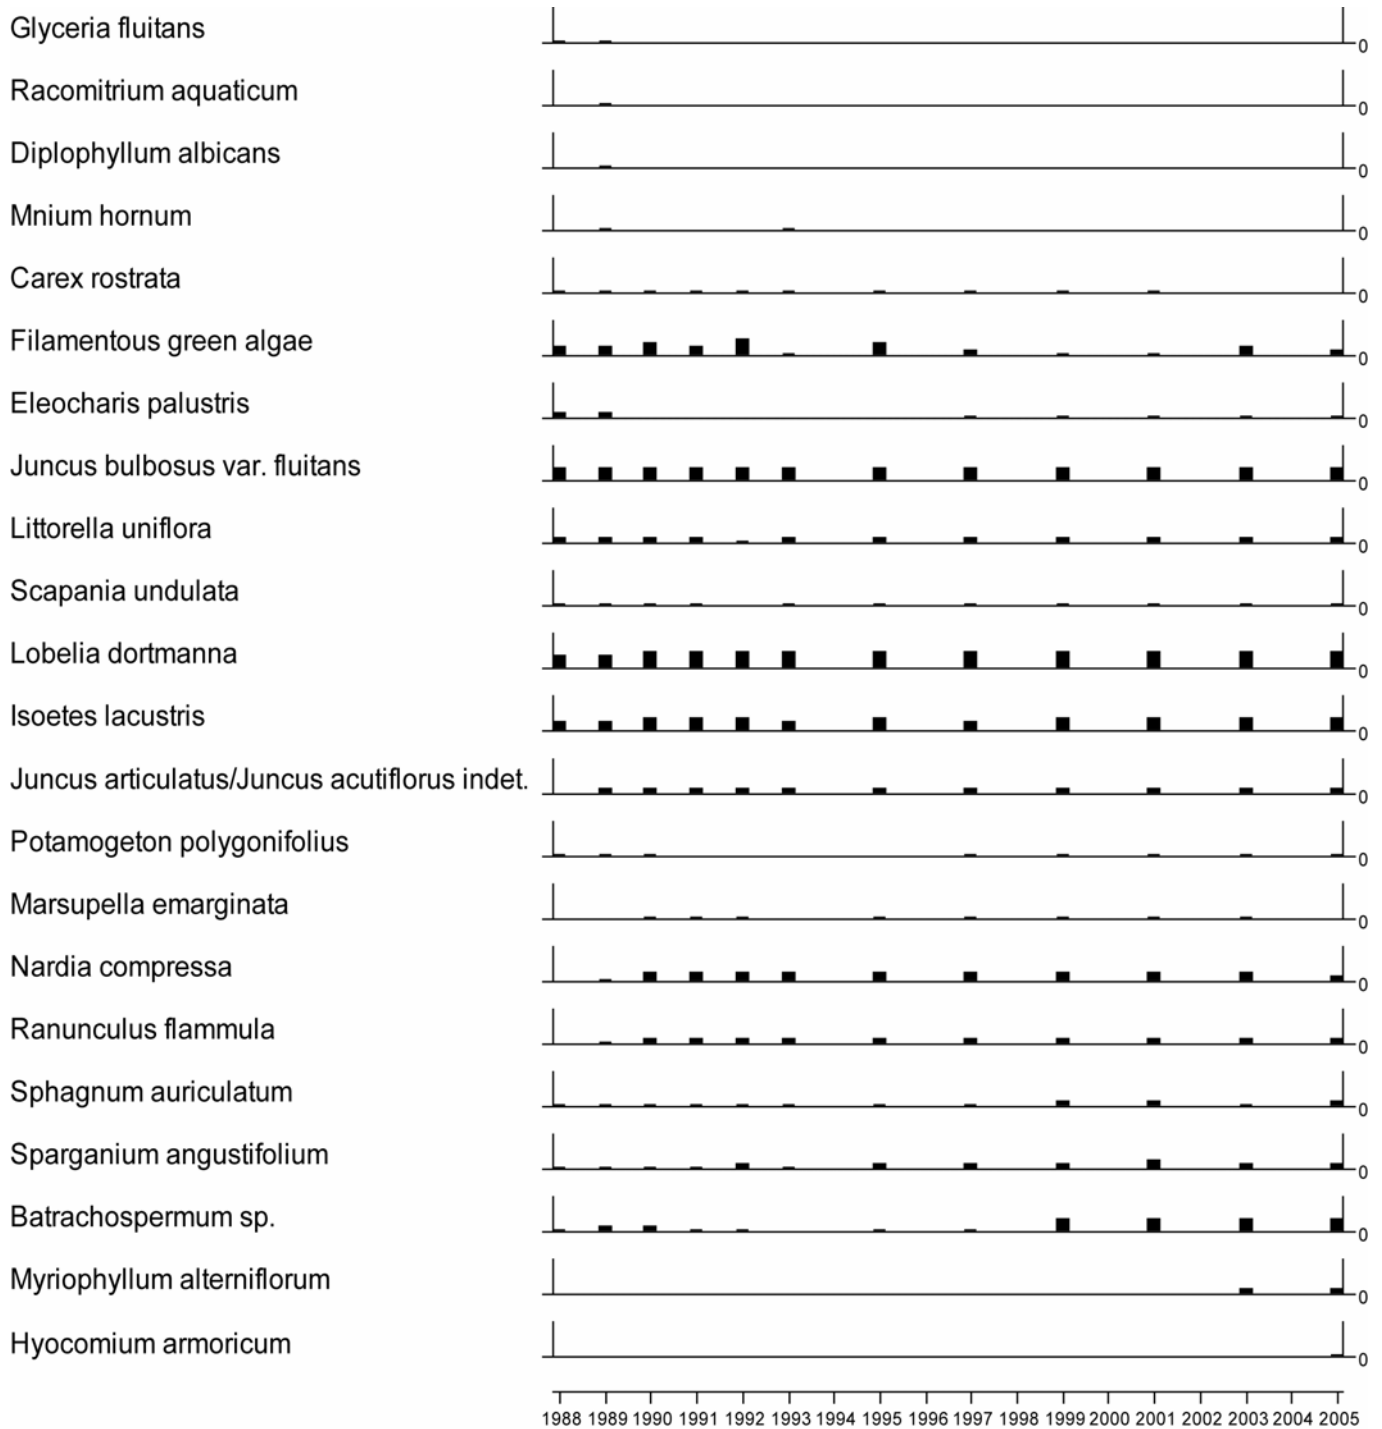 Glyceria fluitans 0
Racomitrium aquaticum 0
Diplophyllum albicans 0
Mnium hornum 0
Carex rostrata 0
Filamentous green algae 0
Eleocharis palustris 0
Juncus bulbosus var. fluitans 0
Littorella uniflora 0
Scapania undulata 0
Lobelia dortmanna 0
Isoetes lacustris 0
Juncus articulatus/Juncus acutiflorus indet. 0
Potamogeton polygonifolius 0
Marsupella emarginata 0
Nardia compressa 0
Ranunculus flammula 0
Sphagnum auriculatum 0
Sparganium angustifolium 0
Batrachospermum sp. 0
Myriophyllum alterniflorum 0
Hyocomium armoricum 0
1988 1989 1990 1991 1992 1993 1994 1995 1996 1997 1998 1999 2000 2001 2002 2003 2004 2005